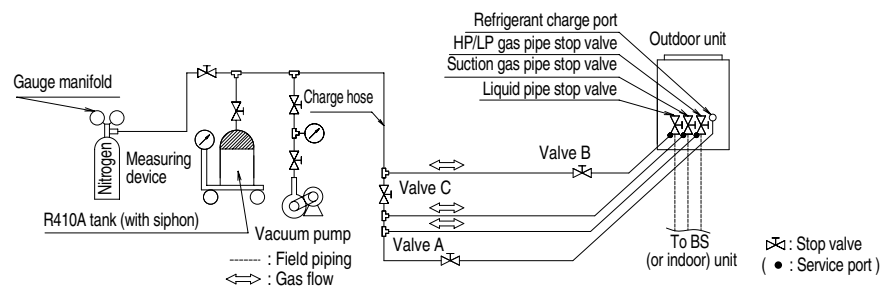 Refrigerant charge port
HP/LP gas pipe stop valve
Suction gas pipe stop valve
Liquid pipe stop valve
Outdoor unit
Gauge manifold
Charge hose
Nitrogen
Measuring
device
Valve B
Valve C
R410A tank (with siphon)
Vacuum pump
Valve A
To BS
(or indoor) unit
: Field piping
: Gas flow
: Stop valve
( ● : Service port )